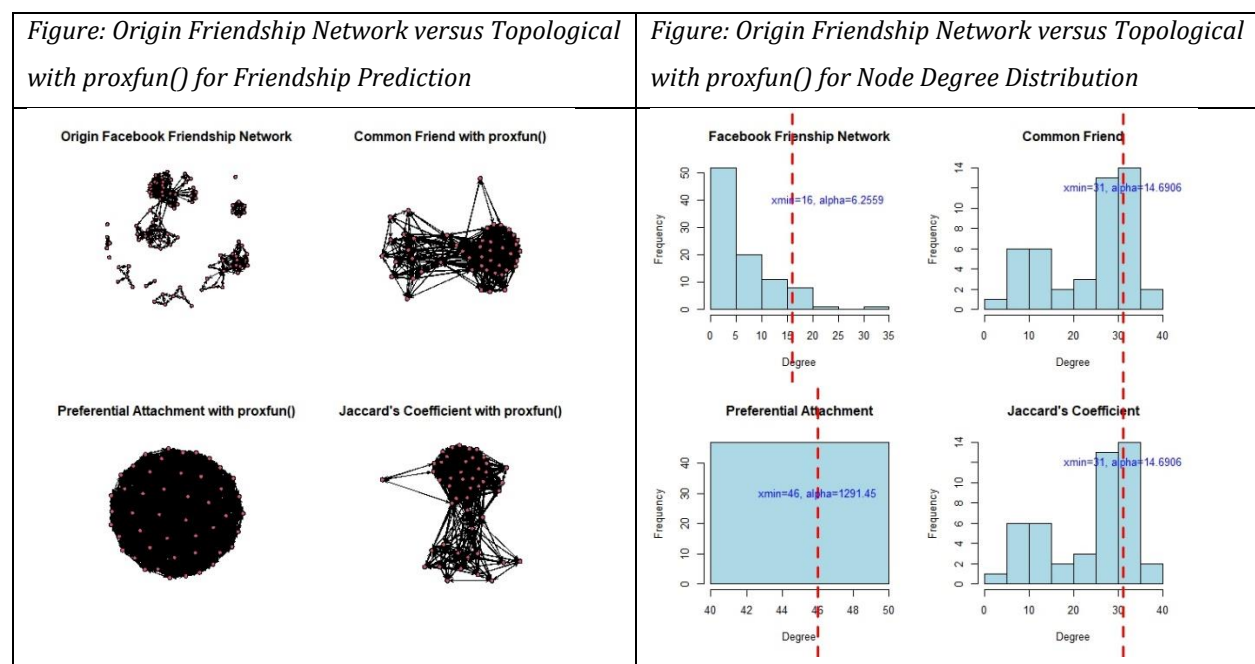 Figure: Origin Friendship Network versus Topological
with proxfun() for Friendship Prediction
Figure: Origin Friendship Network versus Topological
with proxfun() for Node Degree Distribution
Origin Facebook Friendship Network
Common Friend with proxfun()
Preferential Attachment with proxfun()
Jaccard's Coefficient with proxfun()
Facebook Frienship Network
xmin=16, alpha=6.2559
Frequency
0 10 20 30 40 50
0 5 10 15 20 25 30 35
Degree
Common Friend
xmin=31, alpha=14.6906
Frequency
0 2 4 6 8 10 14
0 10 20 30 40
Degree
Preferential Attachment
xmin=46, alpha=1291.45
Frequency
0 10 20 30 40
40 42 44 46 48 50
Degree
Jaccard's Coefficient
xmin=31, alpha=14.6906
Frequency
0 2 4 6 8 10 14
0 10 20 30 40
Degree